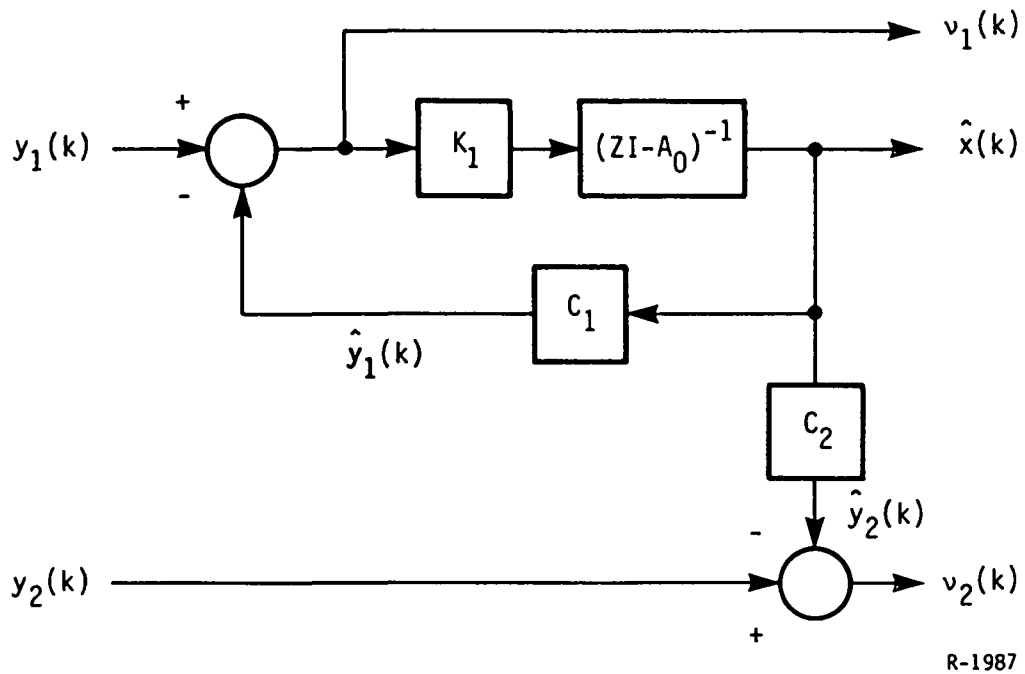 ν₁(k)
+
y₁(k)
K₁
(ZI-A₀)⁻¹
x̂(k)
-
C₁
ŷ₁(k)
C₂
ŷ₂(k)
-
y₂(k)
ν₂(k)
+
R-1987